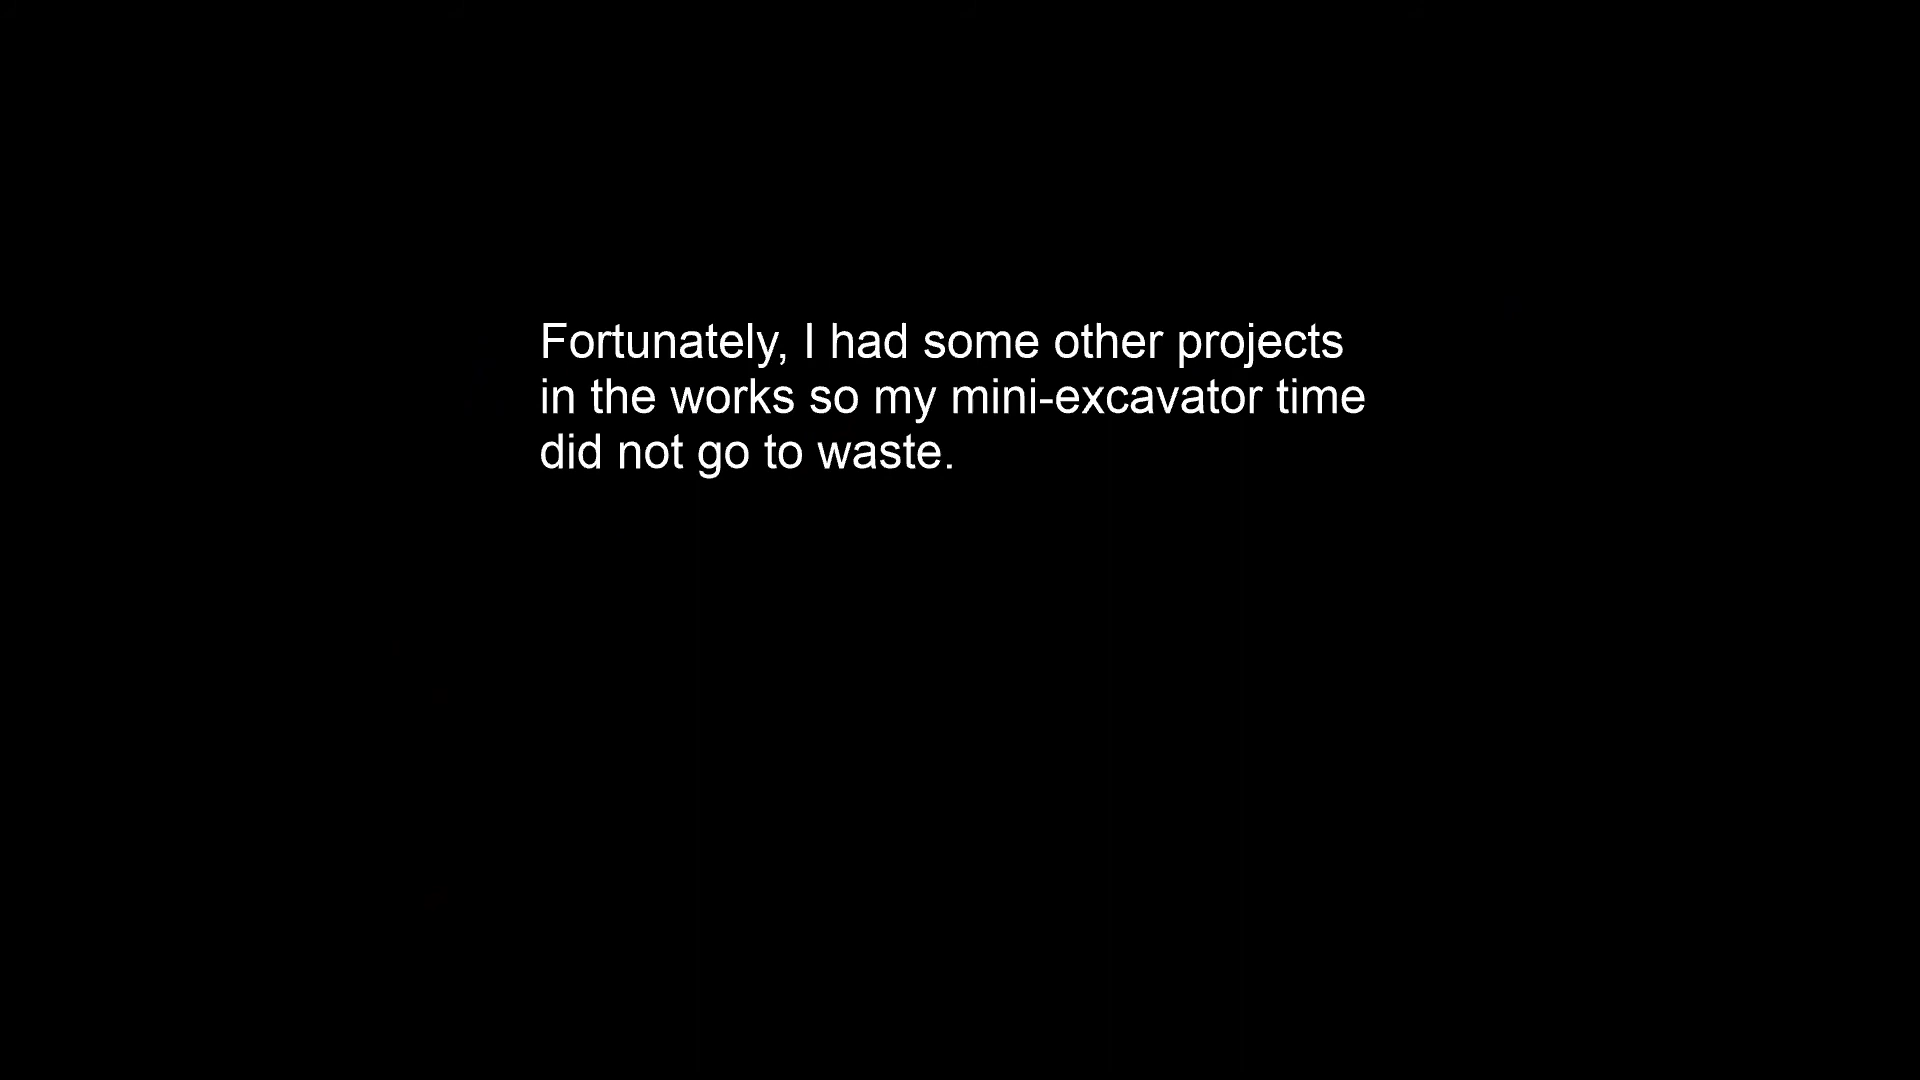 Fortunately, I had some other projects
in the works so my mini-excavator time
did not go to waste.